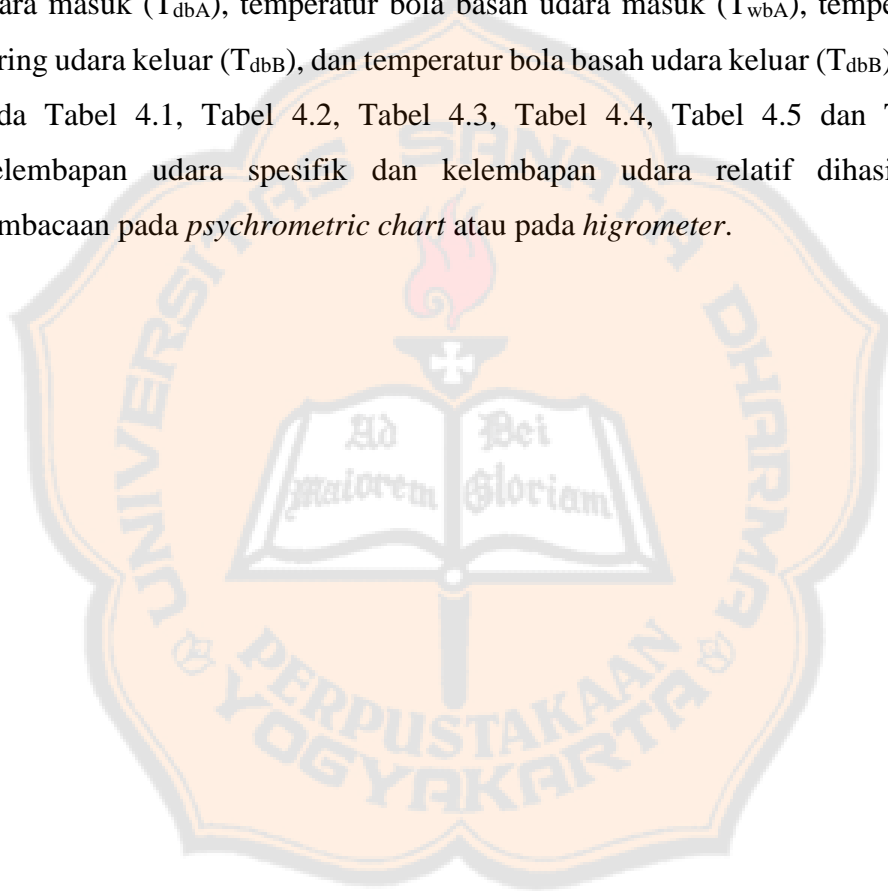 ara masuk (TdbA), temperatur bola basah udara masuk (TwbA), tempe
ring udara keluar (TdbB), dan temperatur bola basah udara keluar (TdbB)
da Tabel 4.1, Tabel 4.2, Tabel 4.3, Tabel 4.4, Tabel 4.5 dan T
elembapan udara spesifik dan kelembapan udara relatif dihasi
mbacaan pada psychrometric chart atau pada higrometer.
UNIVERSITAS SANATA DHARMA
Ad Dei
Maiorem Gloriam
PERPUSTAKAAN
YOGYAKARTA